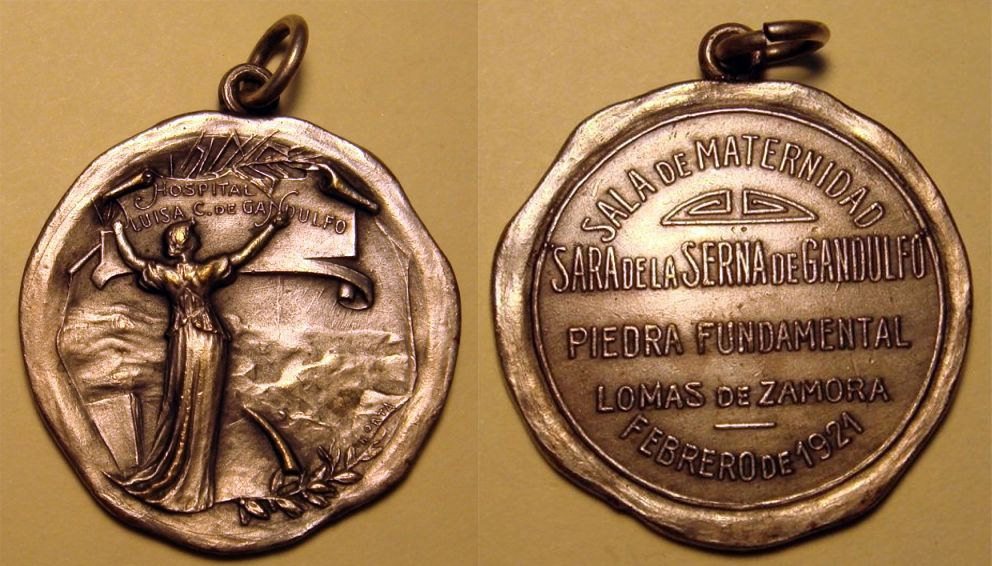 HOSPITAL
LUISA C. DE GANDULFO
SALA DE MATERNIDAD
"SARA DE LA SERNA DE GANDULFO"
PIEDRA FUNDAMENTAL
LOMAS DE ZAMORA
FEBRERO DE 1921